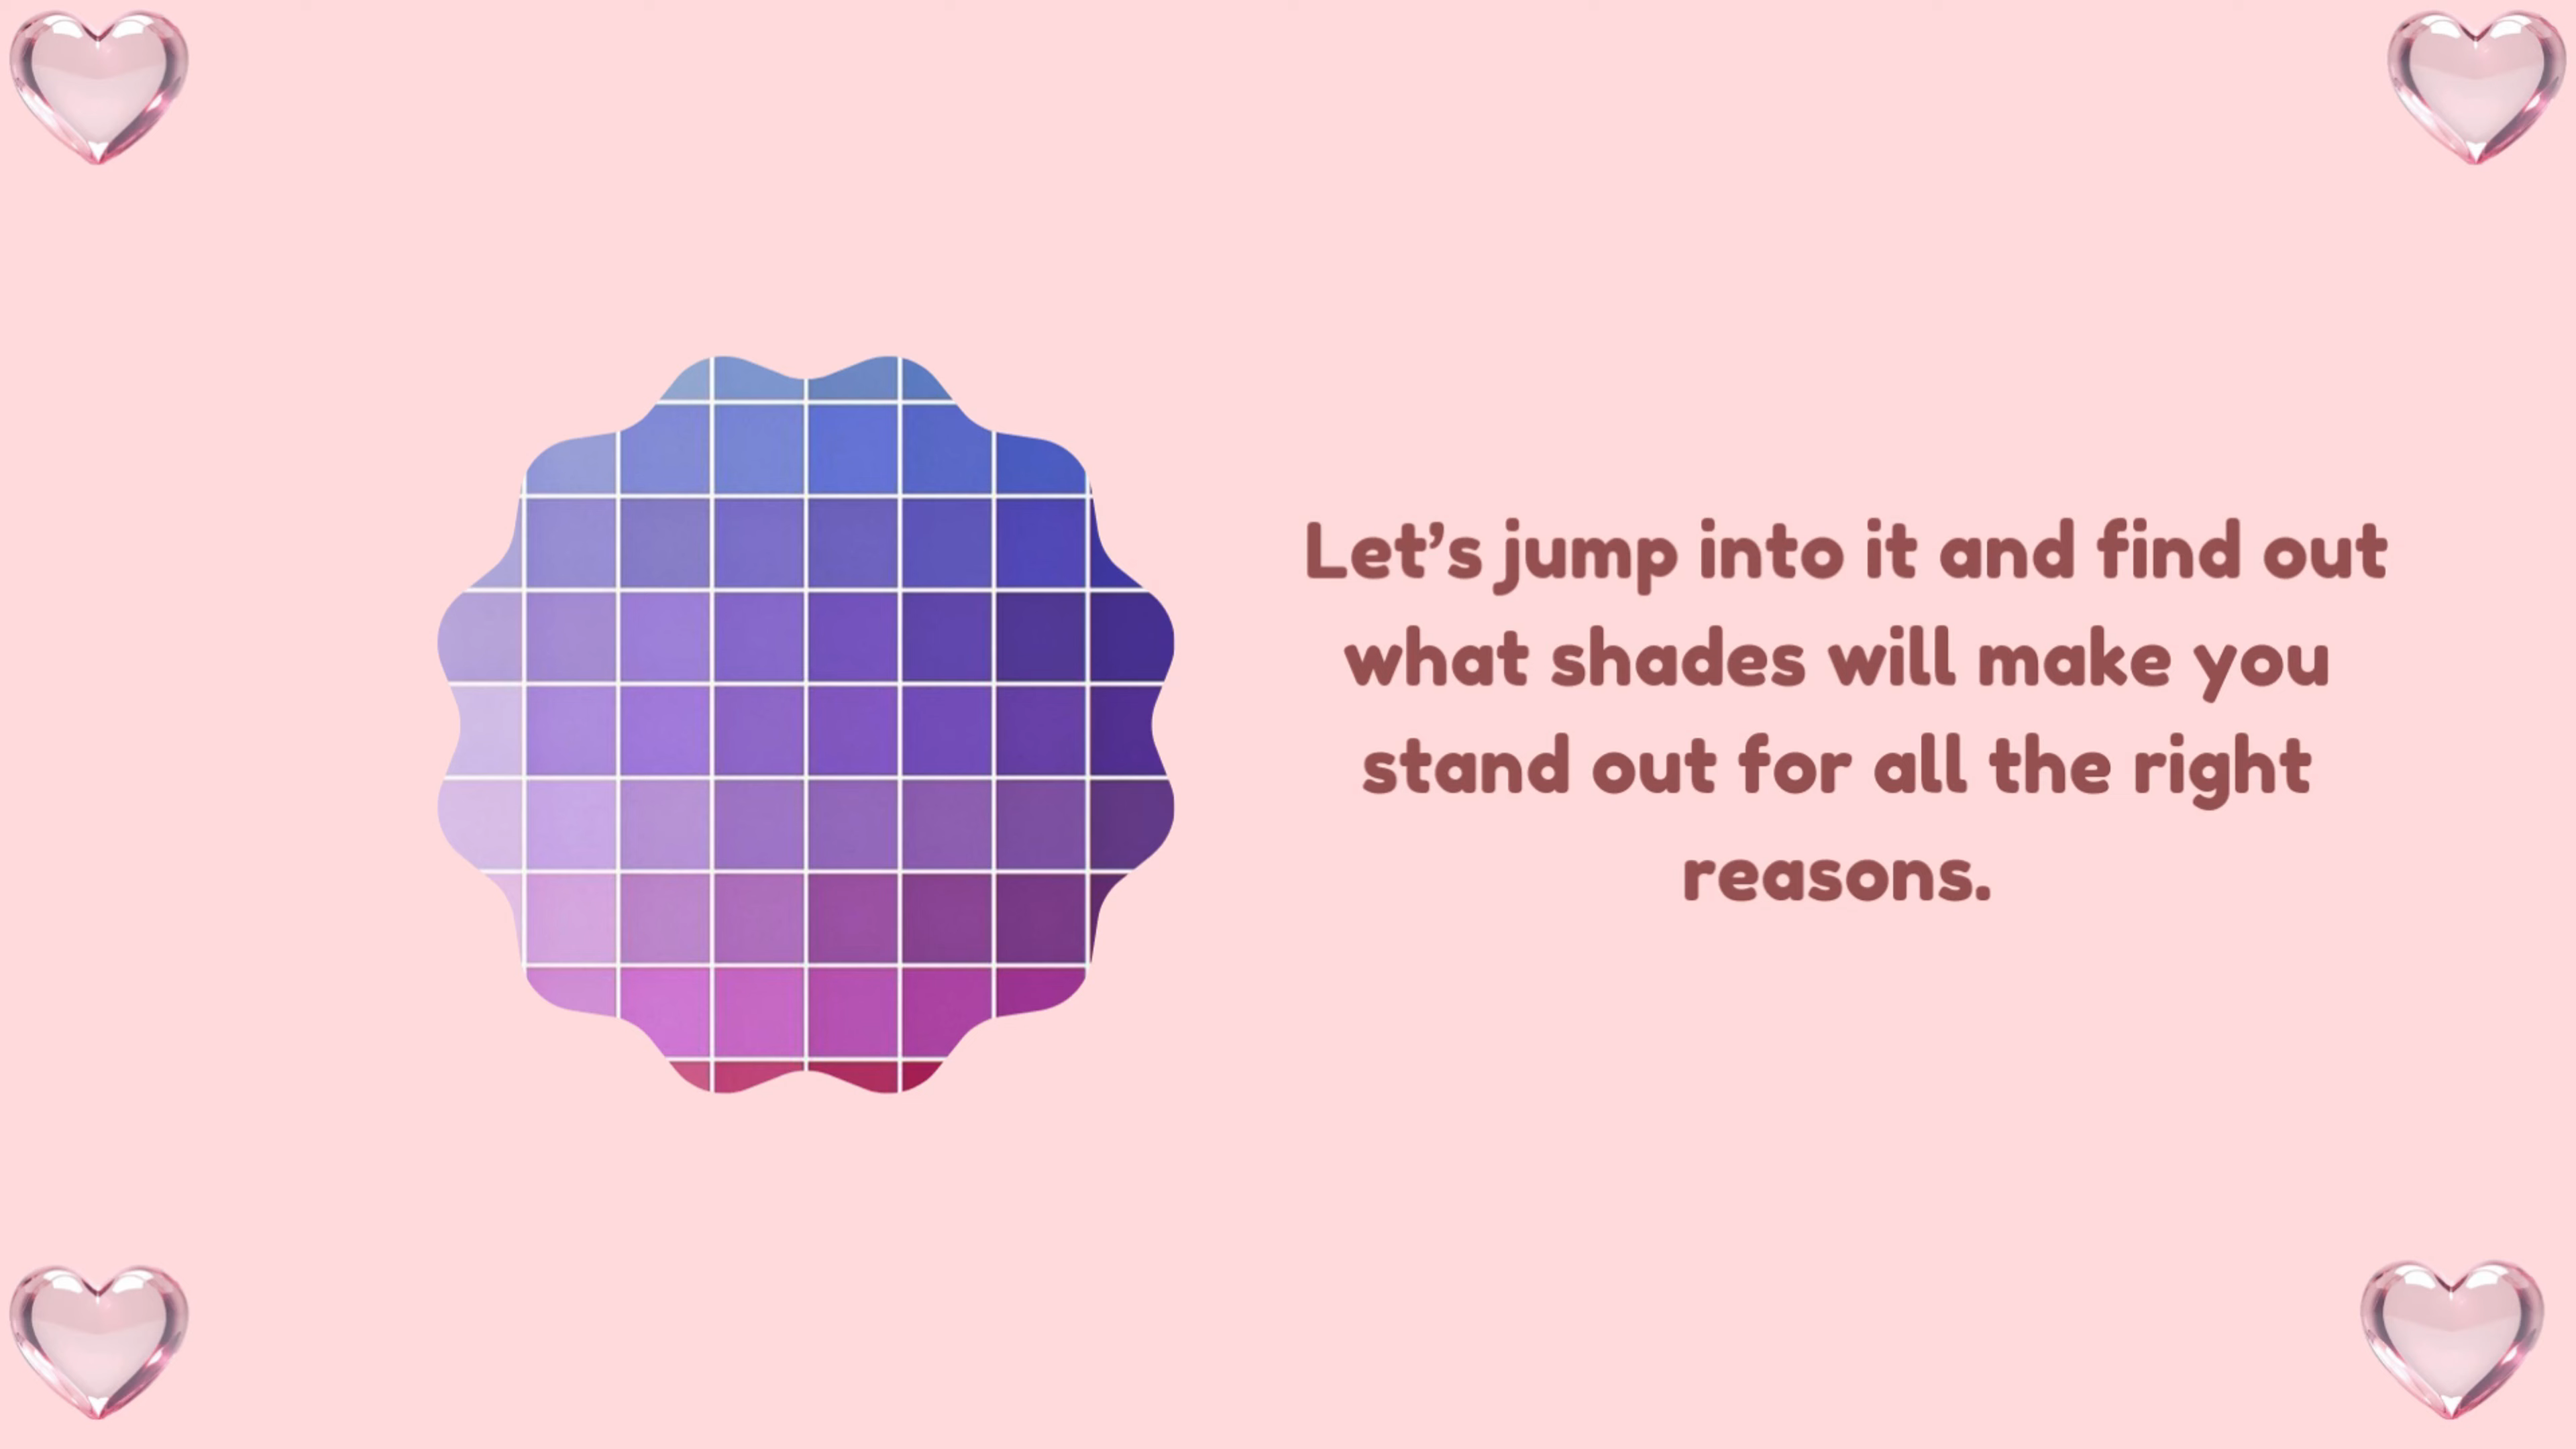 Let’s jump into it and find out
what shades will make you
stand out for all the right
reasons.